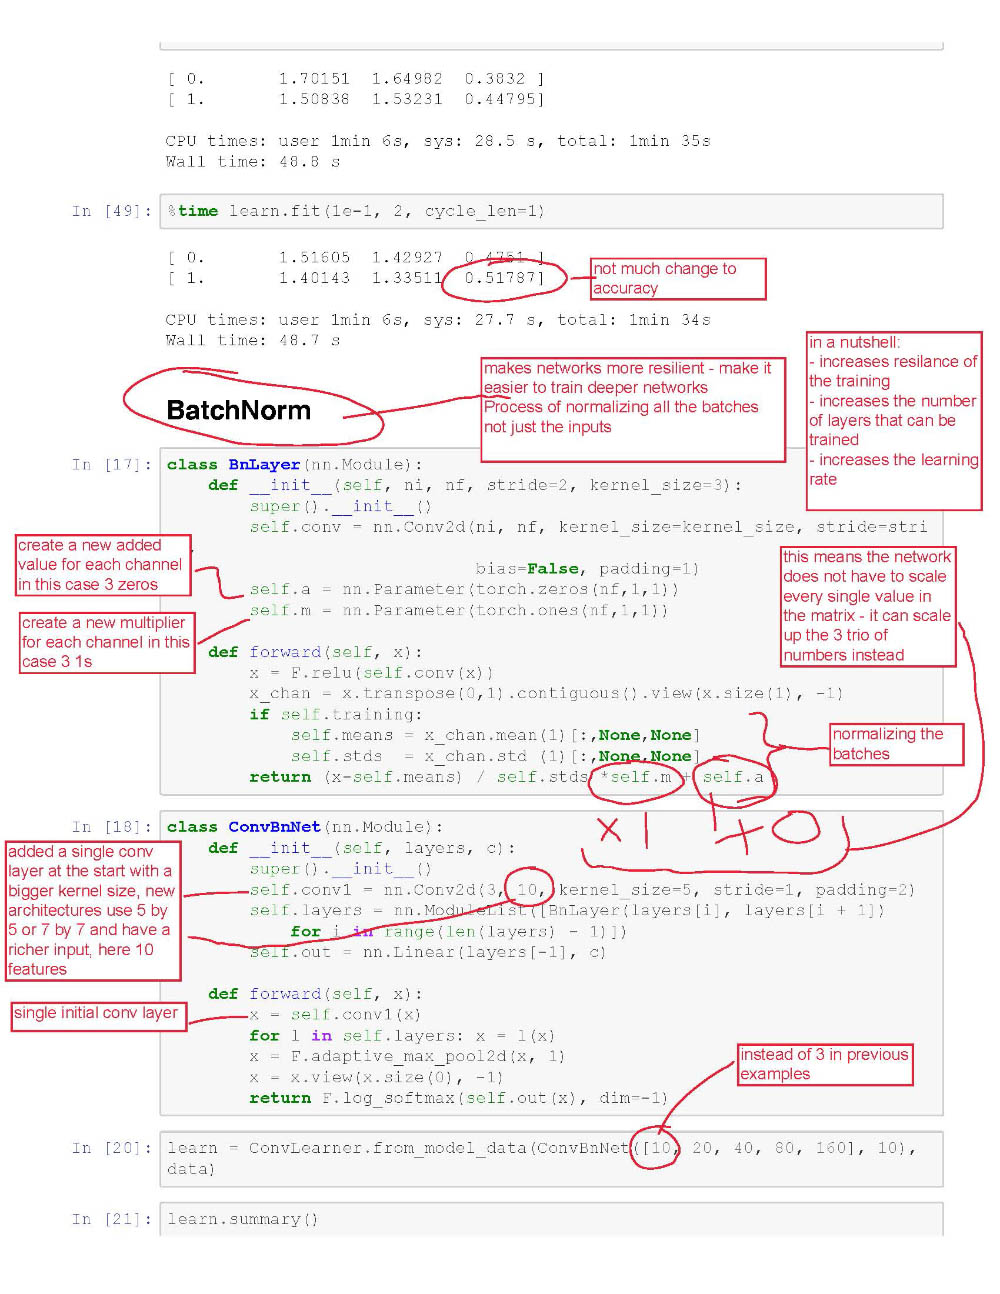 [ 0.       1.70151  1.64982  0.3832 ]
[ 1.       1.50838  1.53231  0.44795]
CPU times: user 1min 6s, sys: 28.5 s, total: 1min 35s
Wall time: 48.8 s
In [49]: %time learn.fit(1e-1, 2, cycle_len=1)
[ 0.       1.51605  1.42927  0.4751 ]
[ 1.       1.40143  1.33511  0.51787]
not much change to
accuracy
CPU times: user 1min 6s, sys: 27.7 s, total: 1min 34s
Wall time: 48.7 s
in a nutshell:
- increases resilance of
the training
- increases the number
of layers that can be
trained
- increases the learning
rate
makes networks more resilient - make it
easier to train deeper networks
Process of normalizing all the batches
not just the inputs
BatchNorm
In [17]: class BnLayer(nn.Module):
    def __init__(self, ni, nf, stride=2, kernel_size=3):
        super().__init__()
        self.conv = nn.Conv2d(ni, nf, kernel_size=kernel_size, stride=stri
                              bias=False, padding=1)
        self.a = nn.Parameter(torch.zeros(nf,1,1))
        self.m = nn.Parameter(torch.ones(nf,1,1))
create a new added
value for each channel
in this case 3 zeros
create a new multiplier
for each channel in this
case 3 1s
this means the network
does not have to scale
every single value in
the matrix - it can scale
up the 3 trio of
numbers instead
    def forward(self, x):
        x = F.relu(self.conv(x))
        x_chan = x.transpose(0,1).contiguous().view(x.size(1), -1)
        if self.training:
            self.means = x_chan.mean(1)[:,None,None]
            self.stds  = x_chan.std (1)[:,None,None]
        return (x-self.means) / self.stds *self.m + self.a
normalizing the
batches
x1 +0
In [18]: class ConvBnNet(nn.Module):
    def __init__(self, layers, c):
        super().__init__()
        self.conv1 = nn.Conv2d(3, 10, kernel_size=5, stride=1, padding=2)
        self.layers = nn.ModuleList([BnLayer(layers[i], layers[i + 1])
            for i in range(len(layers) - 1)])
        self.out = nn.Linear(layers[-1], c)
added a single conv
layer at the start with a
bigger kernel size, new
architectures use 5 by
5 or 7 by 7 and have a
richer input, here 10
features
    def forward(self, x):
        x = self.conv1(x)
        for l in self.layers: x = l(x)
        x = F.adaptive_max_pool2d(x, 1)
        x = x.view(x.size(0), -1)
        return F.log_softmax(self.out(x), dim=-1)
single initial conv layer
instead of 3 in previous
examples
In [20]: learn = ConvLearner.from_model_data(ConvBnNet([10, 20, 40, 80, 160], 10),
data)
In [21]: learn.summary()